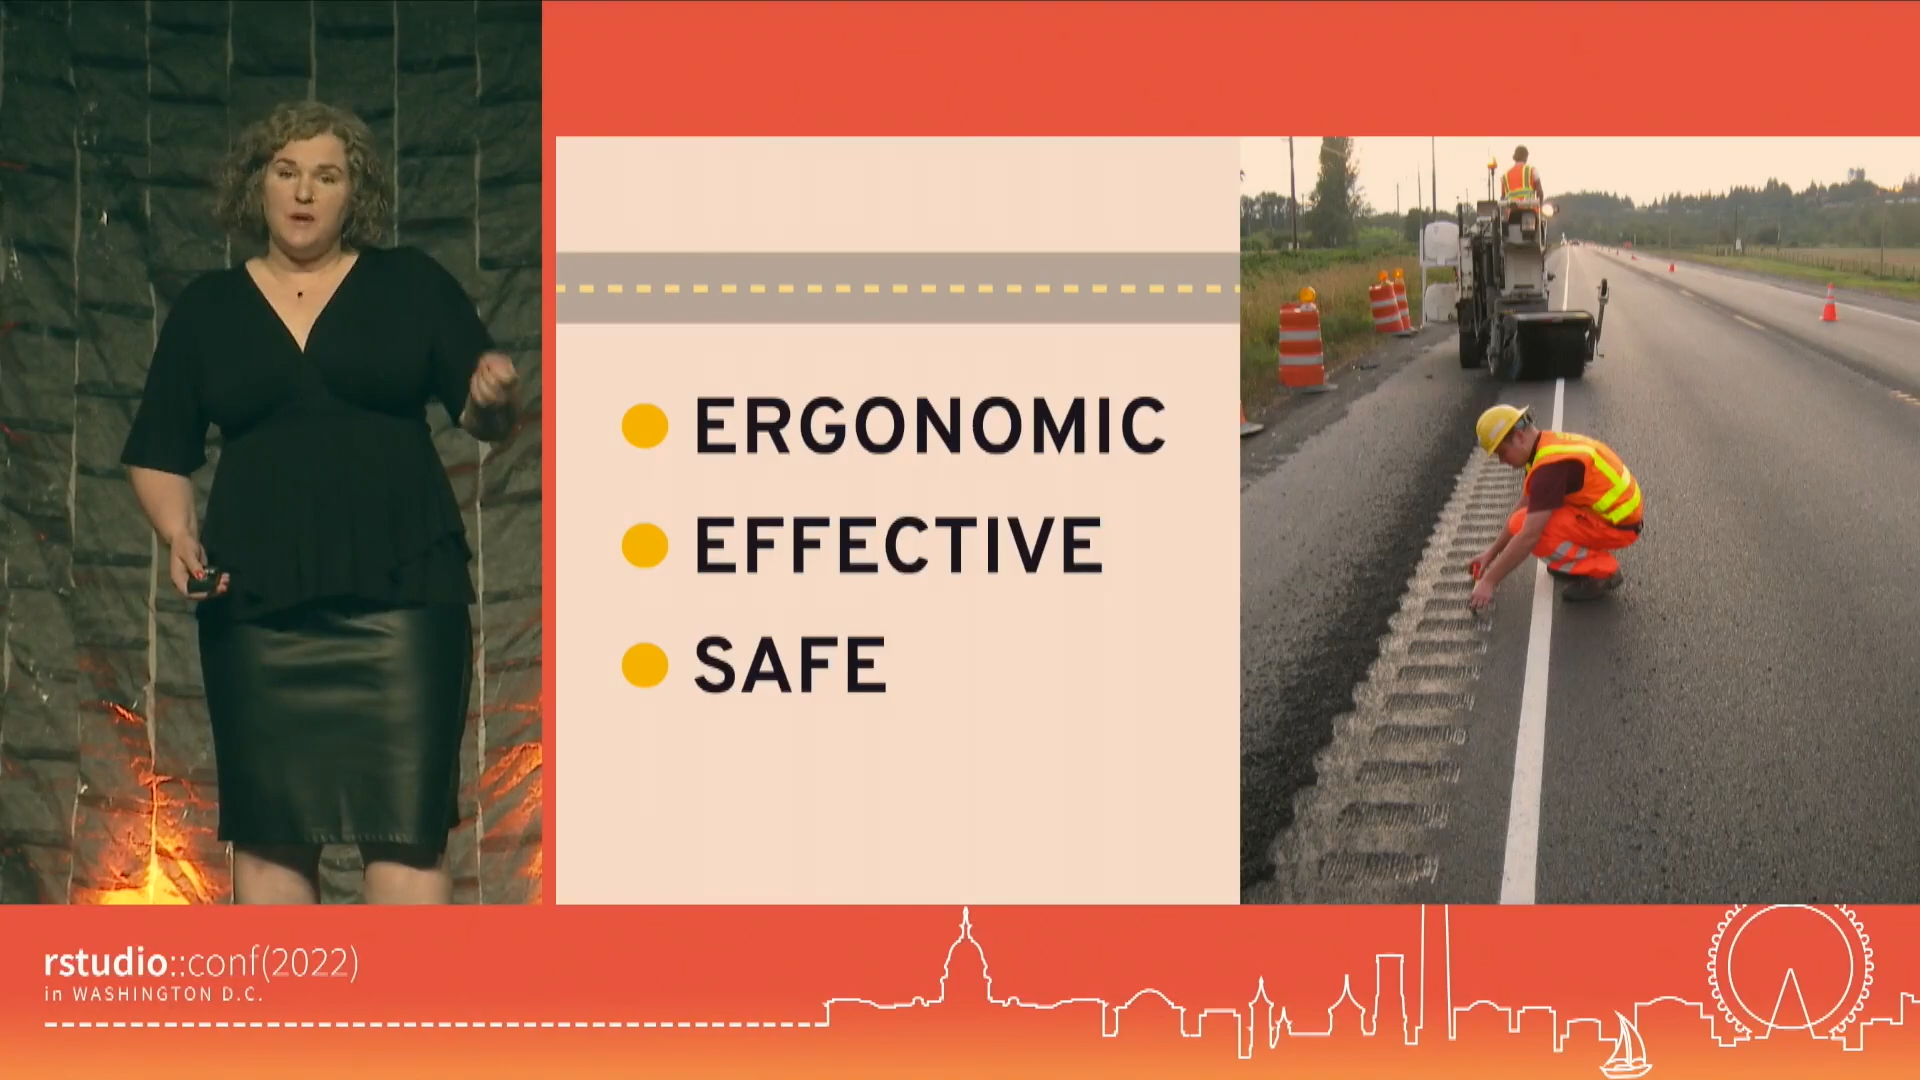 ERGONOMIC
EFFECTIVE
SAFE
rstudio::conf(2022)
in WASHINGTON D.C.